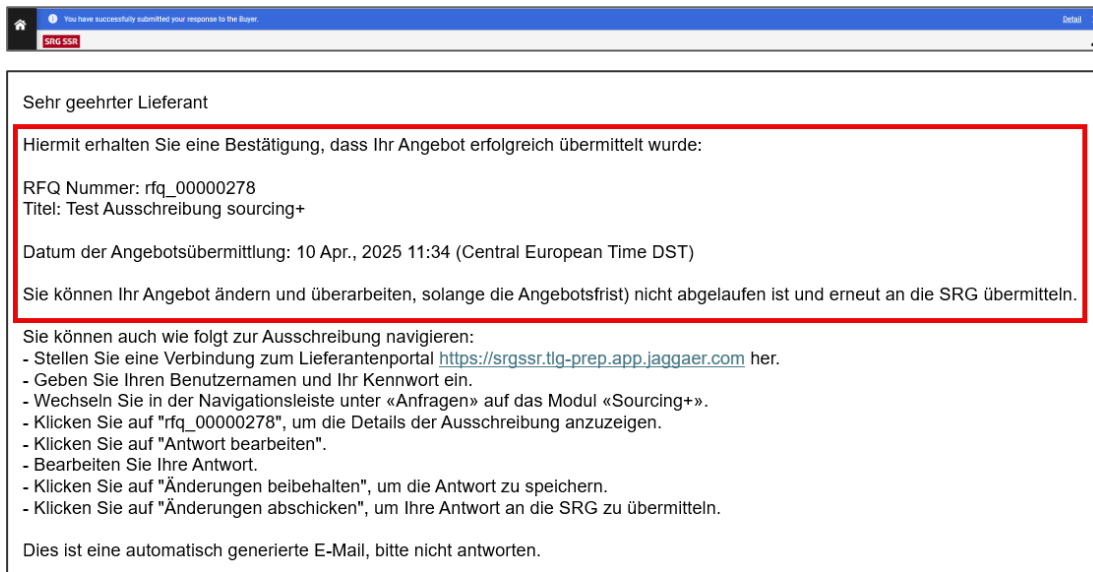 You have successfully submitted your response to the Buyer.
Detail
SRG SSR
Sehr geehrter Lieferant
Hiermit erhalten Sie eine Bestätigung, dass Ihr Angebot erfolgreich übermittelt wurde:
RFQ Nummer: rfq_00000278
Titel: Test Ausschreibung sourcing+
Datum der Angebotsübermittlung: 10 Apr., 2025 11:34 (Central European Time DST)
Sie können Ihr Angebot ändern und überarbeiten, solange die Angebotsfrist) nicht abgelaufen ist und erneut an die SRG übermitteln.
Sie können auch wie folgt zur Ausschreibung navigieren:
- Stellen Sie eine Verbindung zum Lieferantenportal https://srgssr.tlg-prep.app.jaggaer.com her.
- Geben Sie Ihren Benutzernamen und Ihr Kennwort ein.
- Wechseln Sie in der Navigationsleiste unter «Anfragen» auf das Modul «Sourcing+».
- Klicken Sie auf "rfq_00000278", um die Details der Ausschreibung anzuzeigen.
- Klicken Sie auf "Antwort bearbeiten".
- Bearbeiten Sie Ihre Antwort.
- Klicken Sie auf "Änderungen beibehalten", um die Antwort zu speichern.
- Klicken Sie auf "Änderungen abschicken", um Ihre Antwort an die SRG zu übermitteln.
Dies ist eine automatisch generierte E-Mail, bitte nicht antworten.